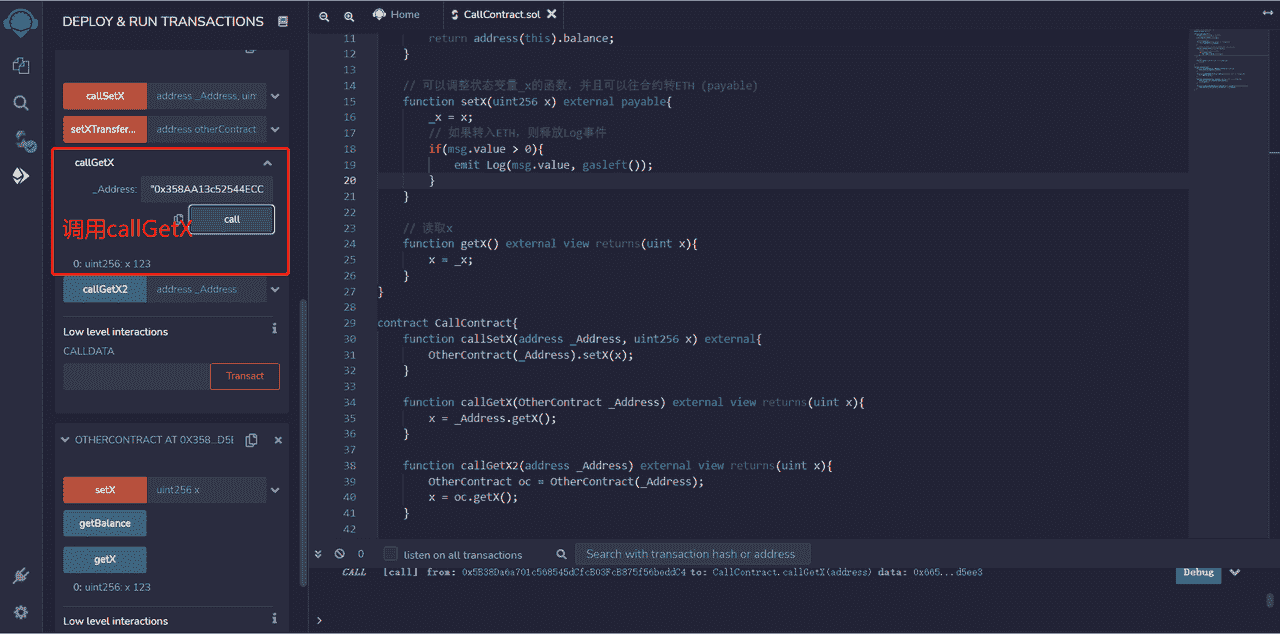 DEPLOY & RUN TRANSACTIONS
callSetX
address _Address, uin
setXTransfer...
address otherContract
callGetX
_Address:
"0x358AA13c52544ECC
call
调用callGetX
0: uint256: x 123
callGetX2
address _Address
Low level interactions
CALLDATA
Transact
OTHERCONTRACT AT 0X358...D5E
setX
uint256 x
getBalance
getX
0: uint256: x 123
Low level interactions
Home
CallContract.sol
11 return address(this).balance;
12 }
13
14 // 可以调整状态变量_x的函数，并且可以往合约转ETH (payable)
15 function setX(uint256 x) external payable{
16 _x = x;
17 // 如果转入ETH，则释放Log事件
18 if(msg.value > 0){
19 emit Log(msg.value, gasleft());
20 }
21 }
22
23 // 读取x
24 function getX() external view returns(uint x){
25 x = _x;
26 }
27 }
28
29 contract CallContract{
30 function callSetX(address _Address, uint256 x) external{
31 OtherContract(_Address).setX(x);
32 }
33
34 function callGetX(OtherContract _Address) external view returns(uint x){
35 x = _Address.getX();
36 }
37
38 function callGetX2(address _Address) external view returns(uint x){
39 OtherContract oc = OtherContract(_Address);
40 x = oc.getX();
41 }
42
0
listen on all transactions
Search with transaction hash or address
CALL [call] from: 0x5B38Da6a701c568545dCfcB03FcB875f56beddC4 to: CallContract.callGetX(address) data: 0x665...d5ee3
Debug
>